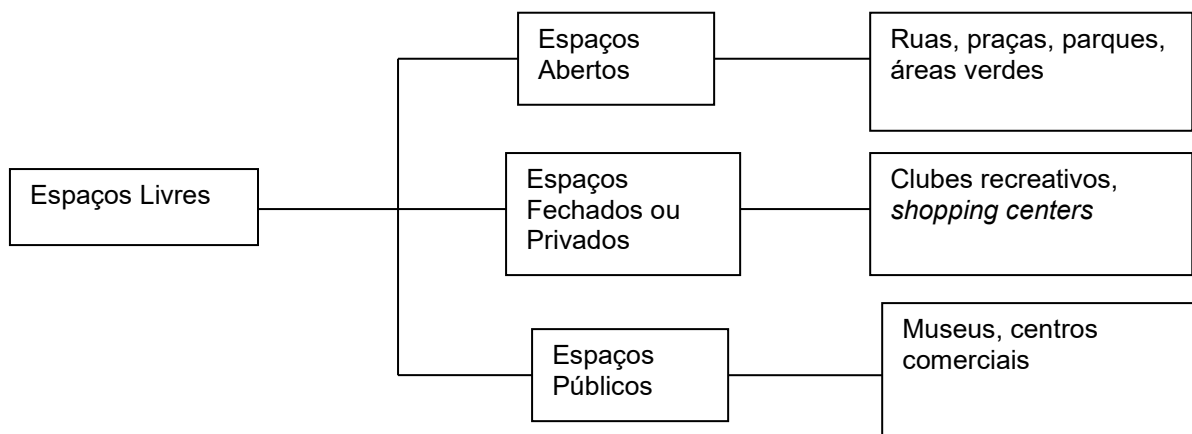 Espaços
Abertos
Ruas, praças, parques,
áreas verdes
Espaços Livres
Espaços
Fechados ou
Privados
Clubes recreativos,
shopping centers
Espaços
Públicos
Museus, centros
comerciais